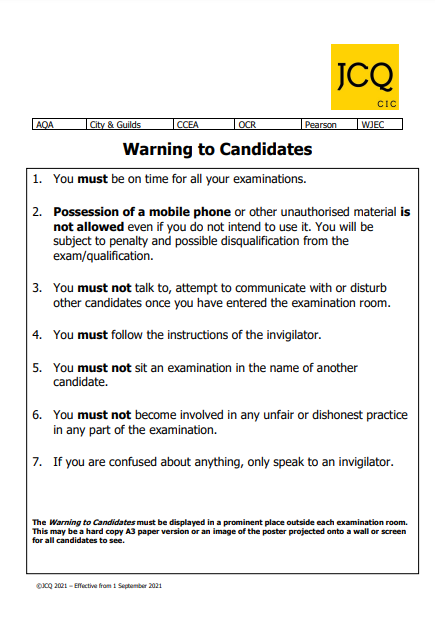 JCQ
CIC
AQA City & Guilds CCEA OCR Pearson WJEC
Warning to Candidates
1. You must be on time for all your examinations.
2. Possession of a mobile phone or other unauthorised material is
not allowed even if you do not intend to use it. You will be
subject to penalty and possible disqualification from the
exam/qualification.
3. You must not talk to, attempt to communicate with or disturb
other candidates once you have entered the examination room.
4. You must follow the instructions of the invigilator.
5. You must not sit an examination in the name of another
candidate.
6. You must not become involved in any unfair or dishonest practice
in any part of the examination.
7. If you are confused about anything, only speak to an invigilator.
The Warning to Candidates must be displayed in a prominent place outside each examination room.
This may be a hard copy A3 paper version or an image of the poster projected onto a wall or screen
for all candidates to see.
©JCQ 2021 – Effective from 1 September 2021